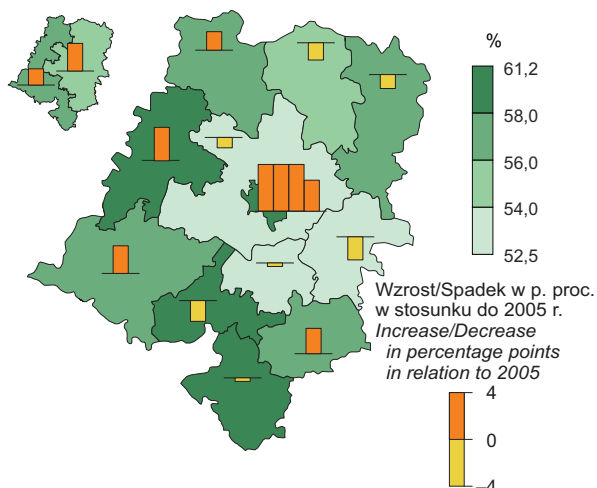 %
61,2
58,0
56,0
54,0
52,5
Wzrost/Spadek w p. proc.
w stosunku do 2005 r.
Increase/Decrease
in percentage points
in relation to 2005
4
0
–4